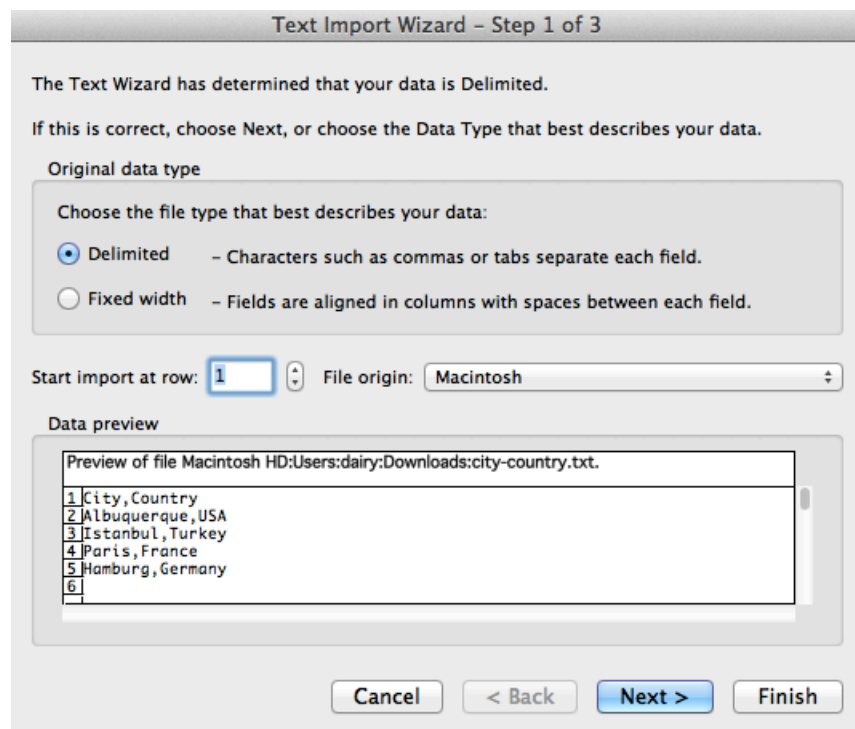 Text Import Wizard – Step 1 of 3
The Text Wizard has determined that your data is Delimited.
If this is correct, choose Next, or choose the Data Type that best describes your data.
Original data type
Choose the file type that best describes your data:
Delimited – Characters such as commas or tabs separate each field.
Fixed width – Fields are aligned in columns with spaces between each field.
Start import at row: 1 File origin: Macintosh
Data preview
Preview of file Macintosh HD:Users:dairy:Downloads:city-country.txt.
1 City,Country
2 Albuquerque,USA
3 Istanbul,Turkey
4 Paris,France
5 Hamburg,Germany
6
Cancel < Back Next > Finish